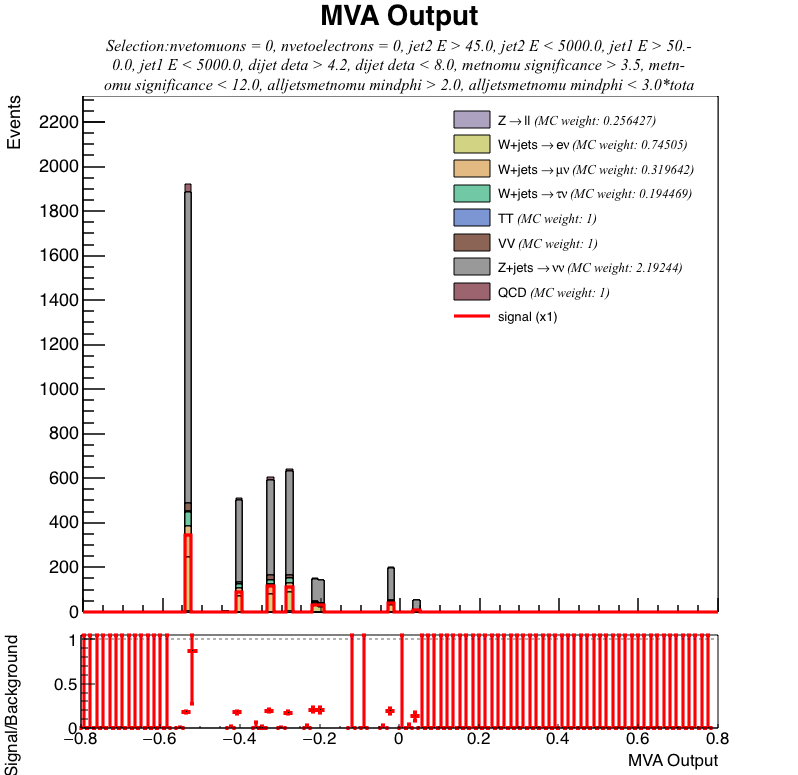 MVA Output
Selection:nvetomuons = 0, nvetoelectrons = 0, jet2 E > 45.0, jet2 E < 5000.0, jet1 E > 50.-
0.0, jet1 E < 5000.0, dijet deta > 4.2, dijet deta < 8.0, metnomu significance > 3.5, metn-
omu significance < 12.0, alljetsmetnomu mindphi > 2.0, alljetsmetnomu mindphi < 3.0*tota
Events
2200
2000
1800
1600
1400
1200
1000
800
600
400
200
0
Z→ll (MC weight: 0.256427)
W+jets→eν (MC weight: 0.74505)
W+jets→μν (MC weight: 0.319642)
W+jets→τν (MC weight: 0.194469)
TT (MC weight: 1)
VV (MC weight: 1)
Z+jets→νν (MC weight: 2.19244)
QCD (MC weight: 1)
signal (x1)
Signal/Background
1
0.5
0
−0.8 −0.6 −0.4 −0.2 0 0.2 0.4 0.6 0.8
MVA Output